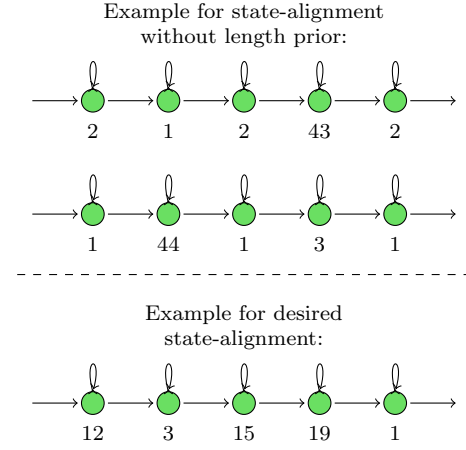 Example for state-alignment
without length prior:
2 1 2 43 2
1 44 1 3 1
Example for desired
state-alignment:
12 3 15 19 1